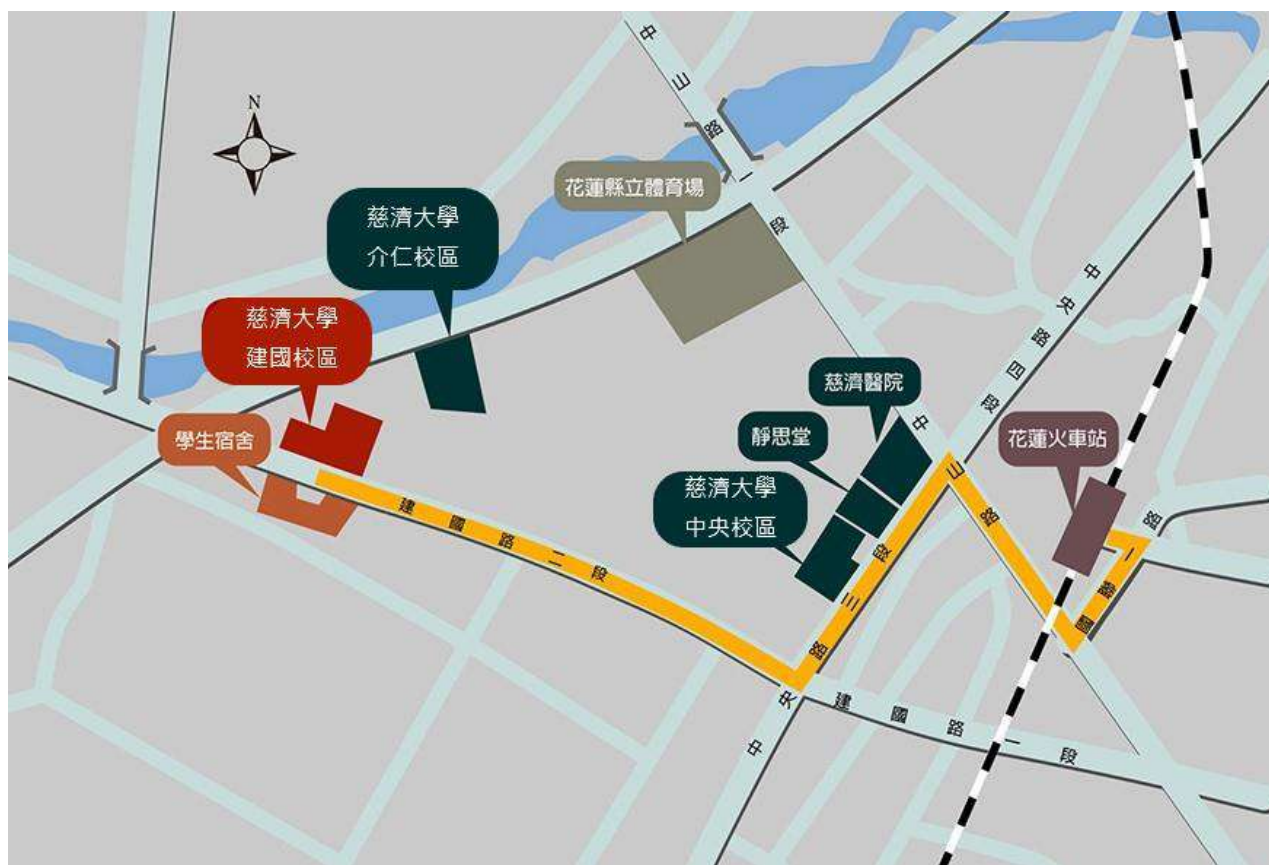 N
中山路一段
花蓮縣立體育場
慈濟大學
介仁校區
慈濟大學
建國校區
學生宿舍
中央路四段
慈濟醫院
靜思堂
慈濟大學
中央校區
花蓮火車站
中山路
國聯一路
建國路二段
中央路三段
建國路一段